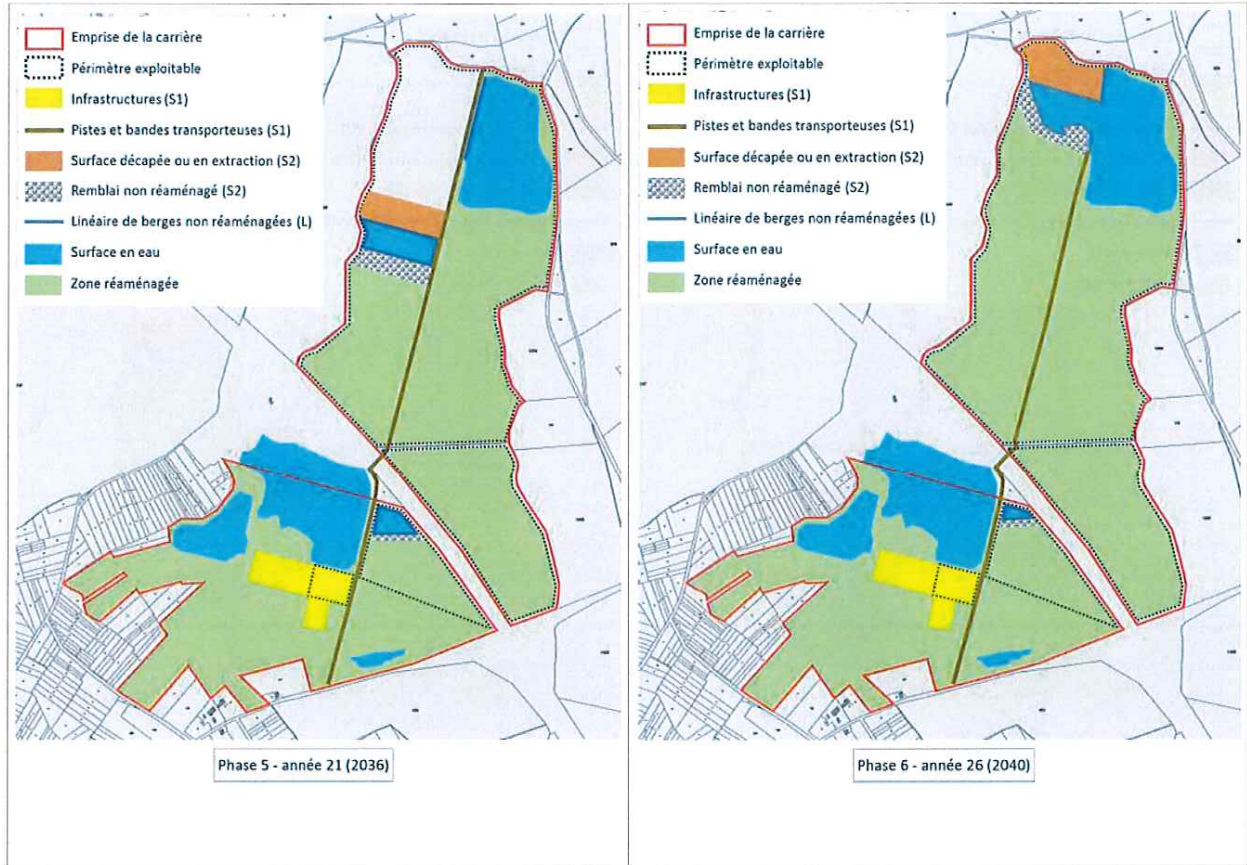 Emprise de la carrière
Périmètre exploitable
Infrastructures (S1)
Pistes et bandes transporteuses (S1)
Surface décapée ou en extraction (S2)
Remblai non réaménagé (S2)
Linéaire de berges non réaménagées (L)
Surface en eau
Zone réaménagée
Phase 5 - année 21 (2036)
Emprise de la carrière
Périmètre exploitable
Infrastructures (S1)
Pistes et bandes transporteuses (S1)
Surface décapée ou en extraction (S2)
Remblai non réaménagé (S2)
Linéaire de berges non réaménagées (L)
Surface en eau
Zone réaménagée
Phase 6 - année 26 (2040)